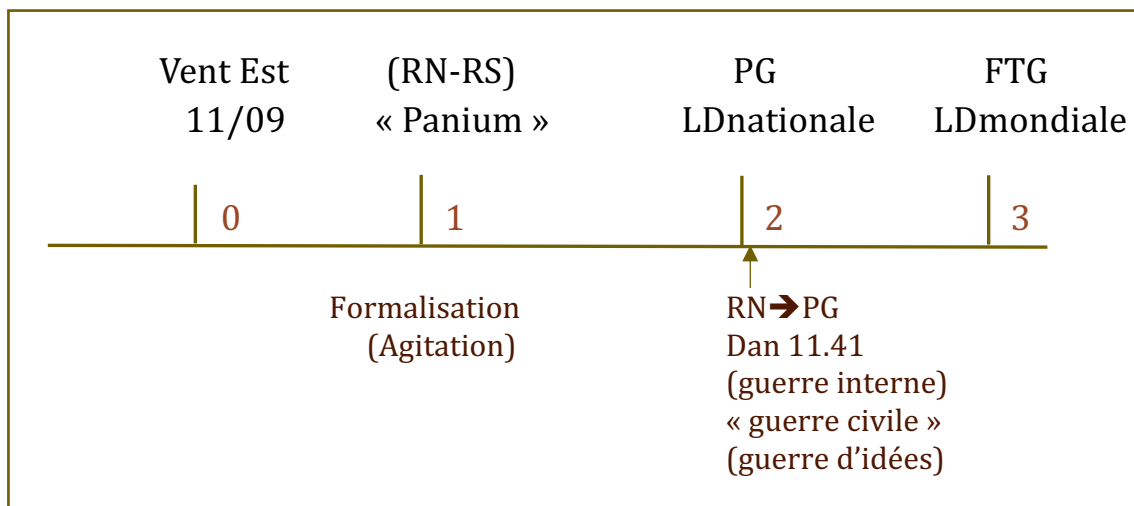 Vent Est (RN-RS) PG FTG
11/09 « Panium » LDnationale LDmondiale
0 1 2 3
Formalisation
(Agitation)
RN➔PG
Dan 11.41
(guerre interne)
« guerre civile »
(guerre d'idées)